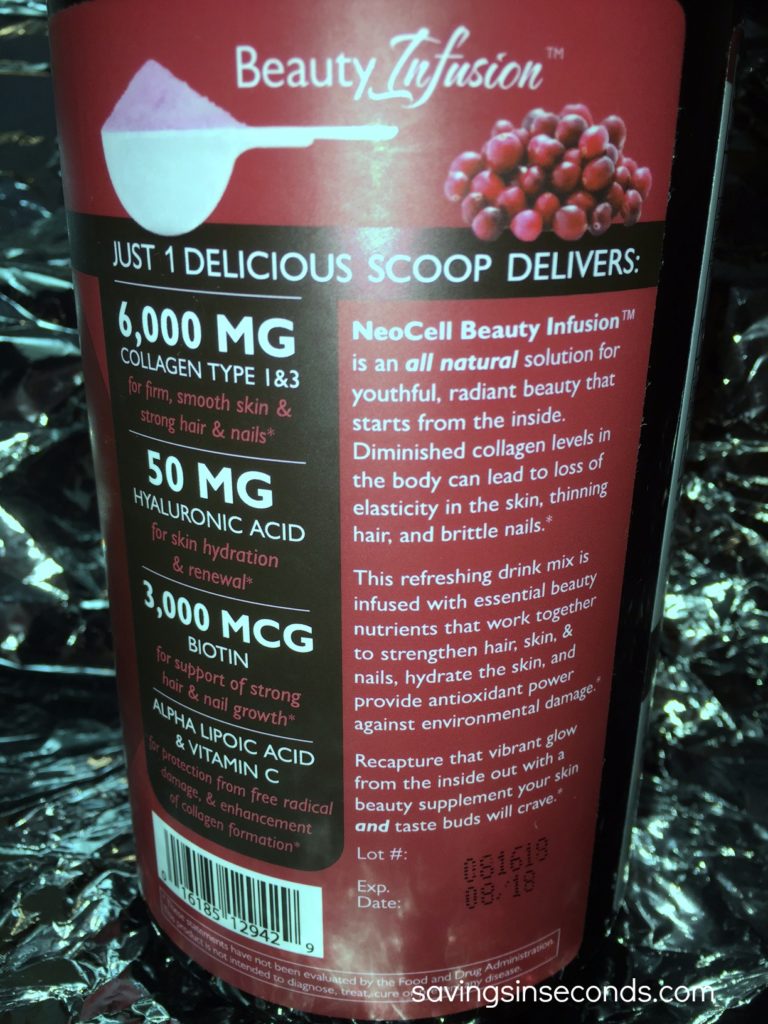 Beauty Infusion™
JUST 1 DELICIOUS SCOOP DELIVERS:
6,000 MG
COLLAGEN TYPE 1&3
for firm, smooth skin &
strong hair & nails*
50 MG
HYALURONIC ACID
for skin hydration
& renewal*
3,000 MCG
BIOTIN
for support of strong
hair & nail growth*
ALPHA LIPOIC ACID
& VITAMIN C
for protection from free radical
damage, & enhancement
of collagen formation*
NeoCell Beauty Infusion™
is an all natural solution for
youthful, radiant beauty that
starts from the inside.
Diminished collagen levels in
the body can lead to loss of
elasticity in the skin, thinning
hair, and brittle nails.*
This refreshing drink mix is
infused with essential beauty
nutrients that work together
to strengthen hair, skin, &
nails, hydrate the skin, and
provide antioxidant power
against environmental damage.*
Recapture that vibrant glow
from the inside out with a
beauty supplement your skin
and taste buds will crave.*
Lot #:
Exp.
Date:
16185 12942 9
These statements have not been evaluated by the Food and Drug Administration
product is not intended to diagnose, treat, cure any disease.
savingsinseconds.com